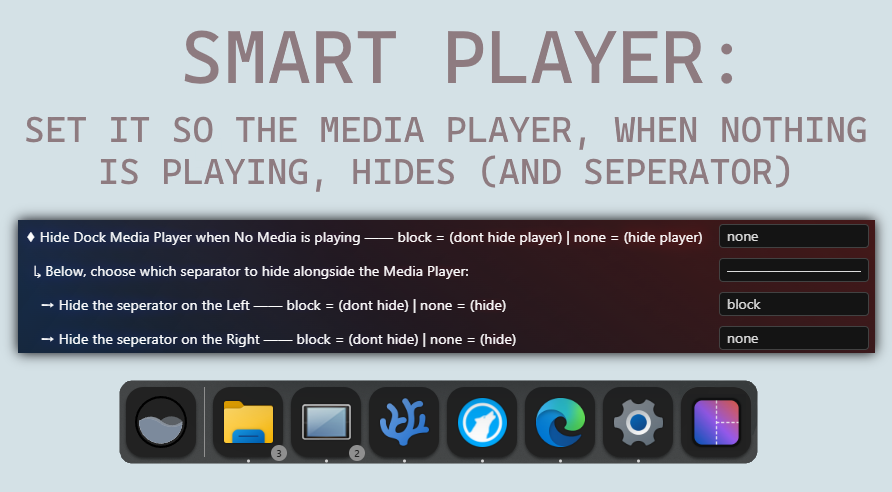 SMART PLAYER:
SET IT SO THE MEDIA PLAYER, WHEN NOTHING
IS PLAYING, HIDES (AND SEPERATOR)
♦ Hide Dock Media Player when No Media is playing —— block = (dont hide player) | none = (hide player)
none
↳ Below, choose which separator to hide alongside the Media Player:
————————
→ Hide the seperator on the Left —— block = (dont hide) | none = (hide)
block
→ Hide the seperator on the Right —— block = (dont hide) | none = (hide)
none
3
2